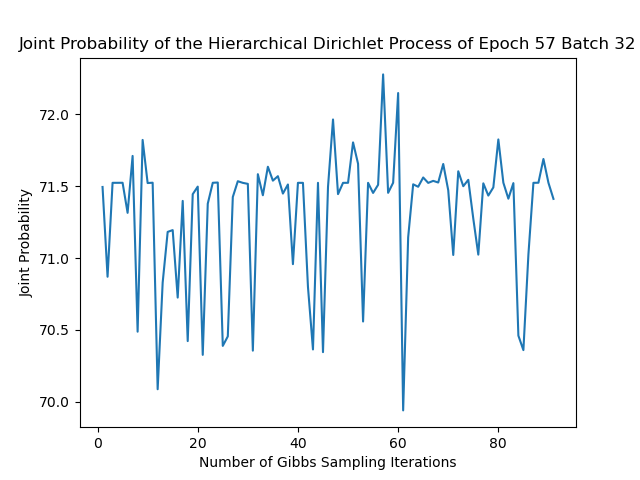 Joint Probability of the Hierarchical Dirichlet Process of Epoch 57 Batch 32
72.0
71.5
71.0
70.5
70.0
Joint Probability
0 20 40 60 80
Number of Gibbs Sampling Iterations